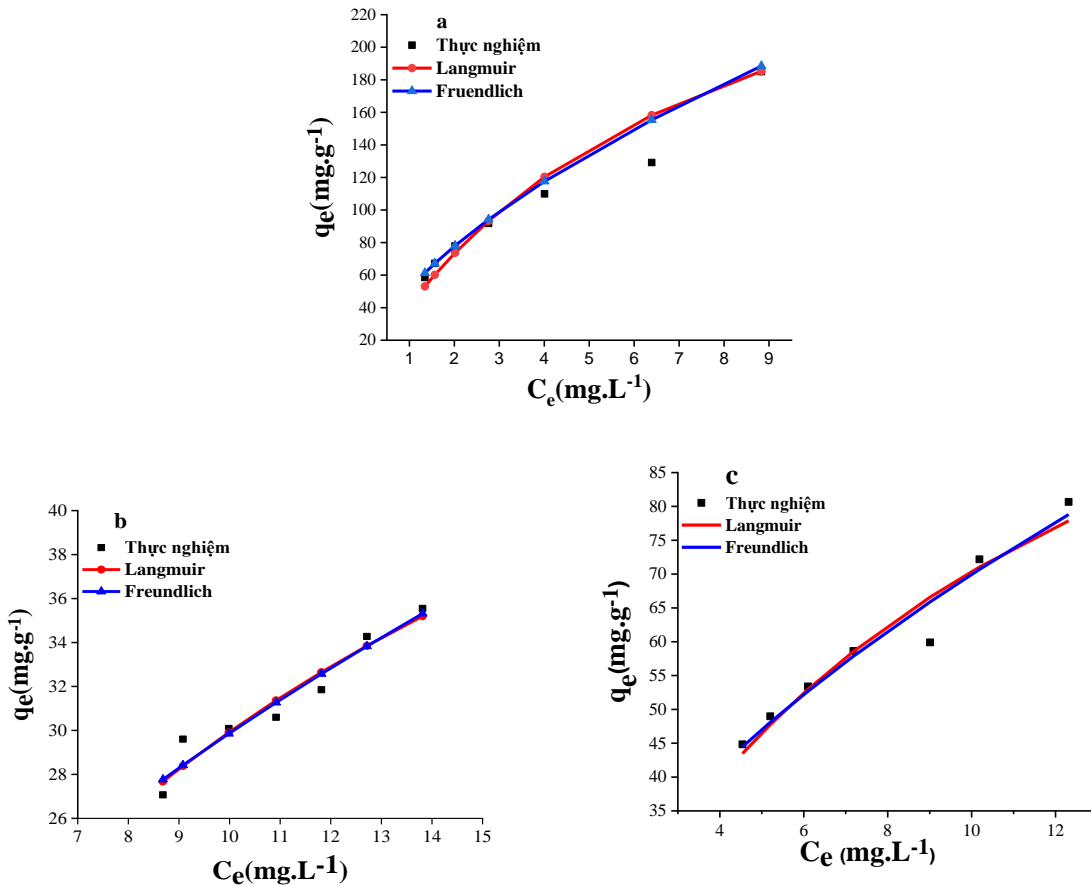 a
Thực nghiệm
Langmuir
Fruendlich
220
200
180
160
140
120
100
80
60
40
20
qe(mg.g-1)
1 2 3 4 5 6 7 8 9
Ce(mg.L-1)
b
Thực nghiệm
Langmuir
Freundlich
40
38
36
34
32
30
28
26
qe(mg.g-1)
7 8 9 10 11 12 13 14 15
Ce(mg.L-1)
c
Thực nghiệm
Langmuir
Freundlich
85
80
75
70
65
60
55
50
45
40
35
qe(mg.g-1)
4 6 8 10 12
Ce (mg.L-1)